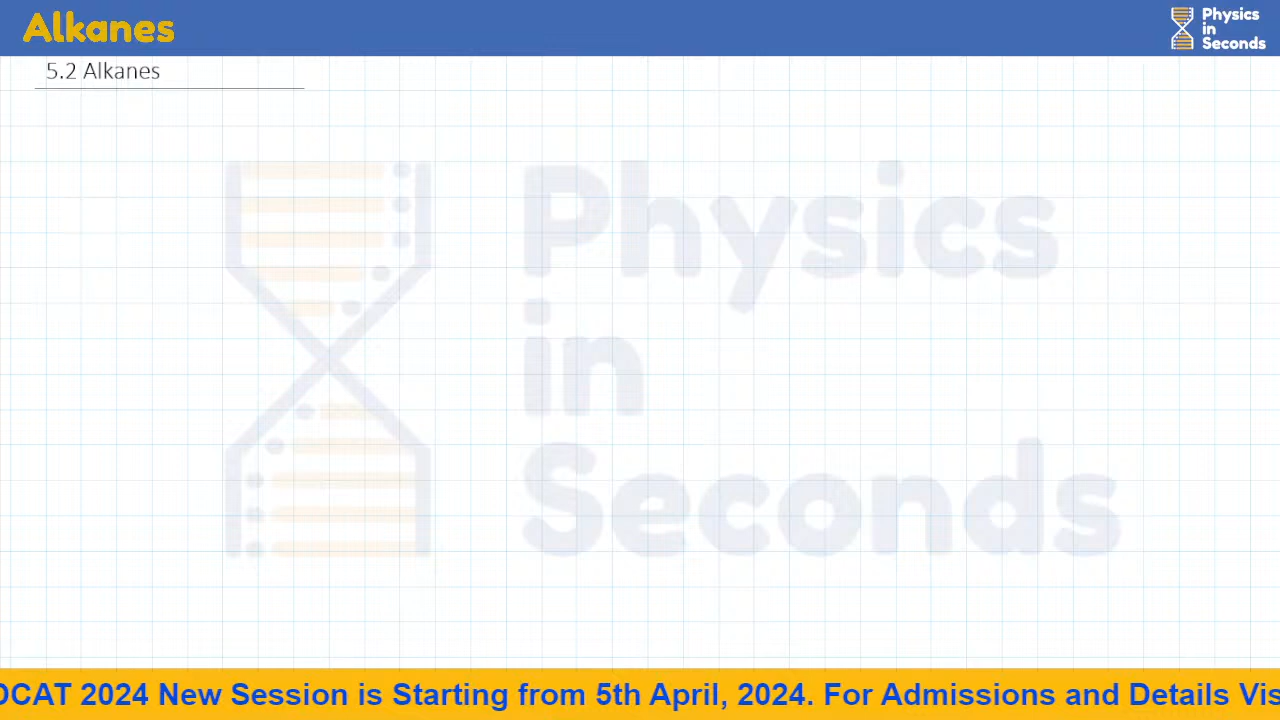 Alkanes
Physics
in
Seconds
5.2 Alkanes
Physics
in
Seconds
DCAT 2024 New Session is Starting from 5th April, 2024. For Admissions and Details Vis